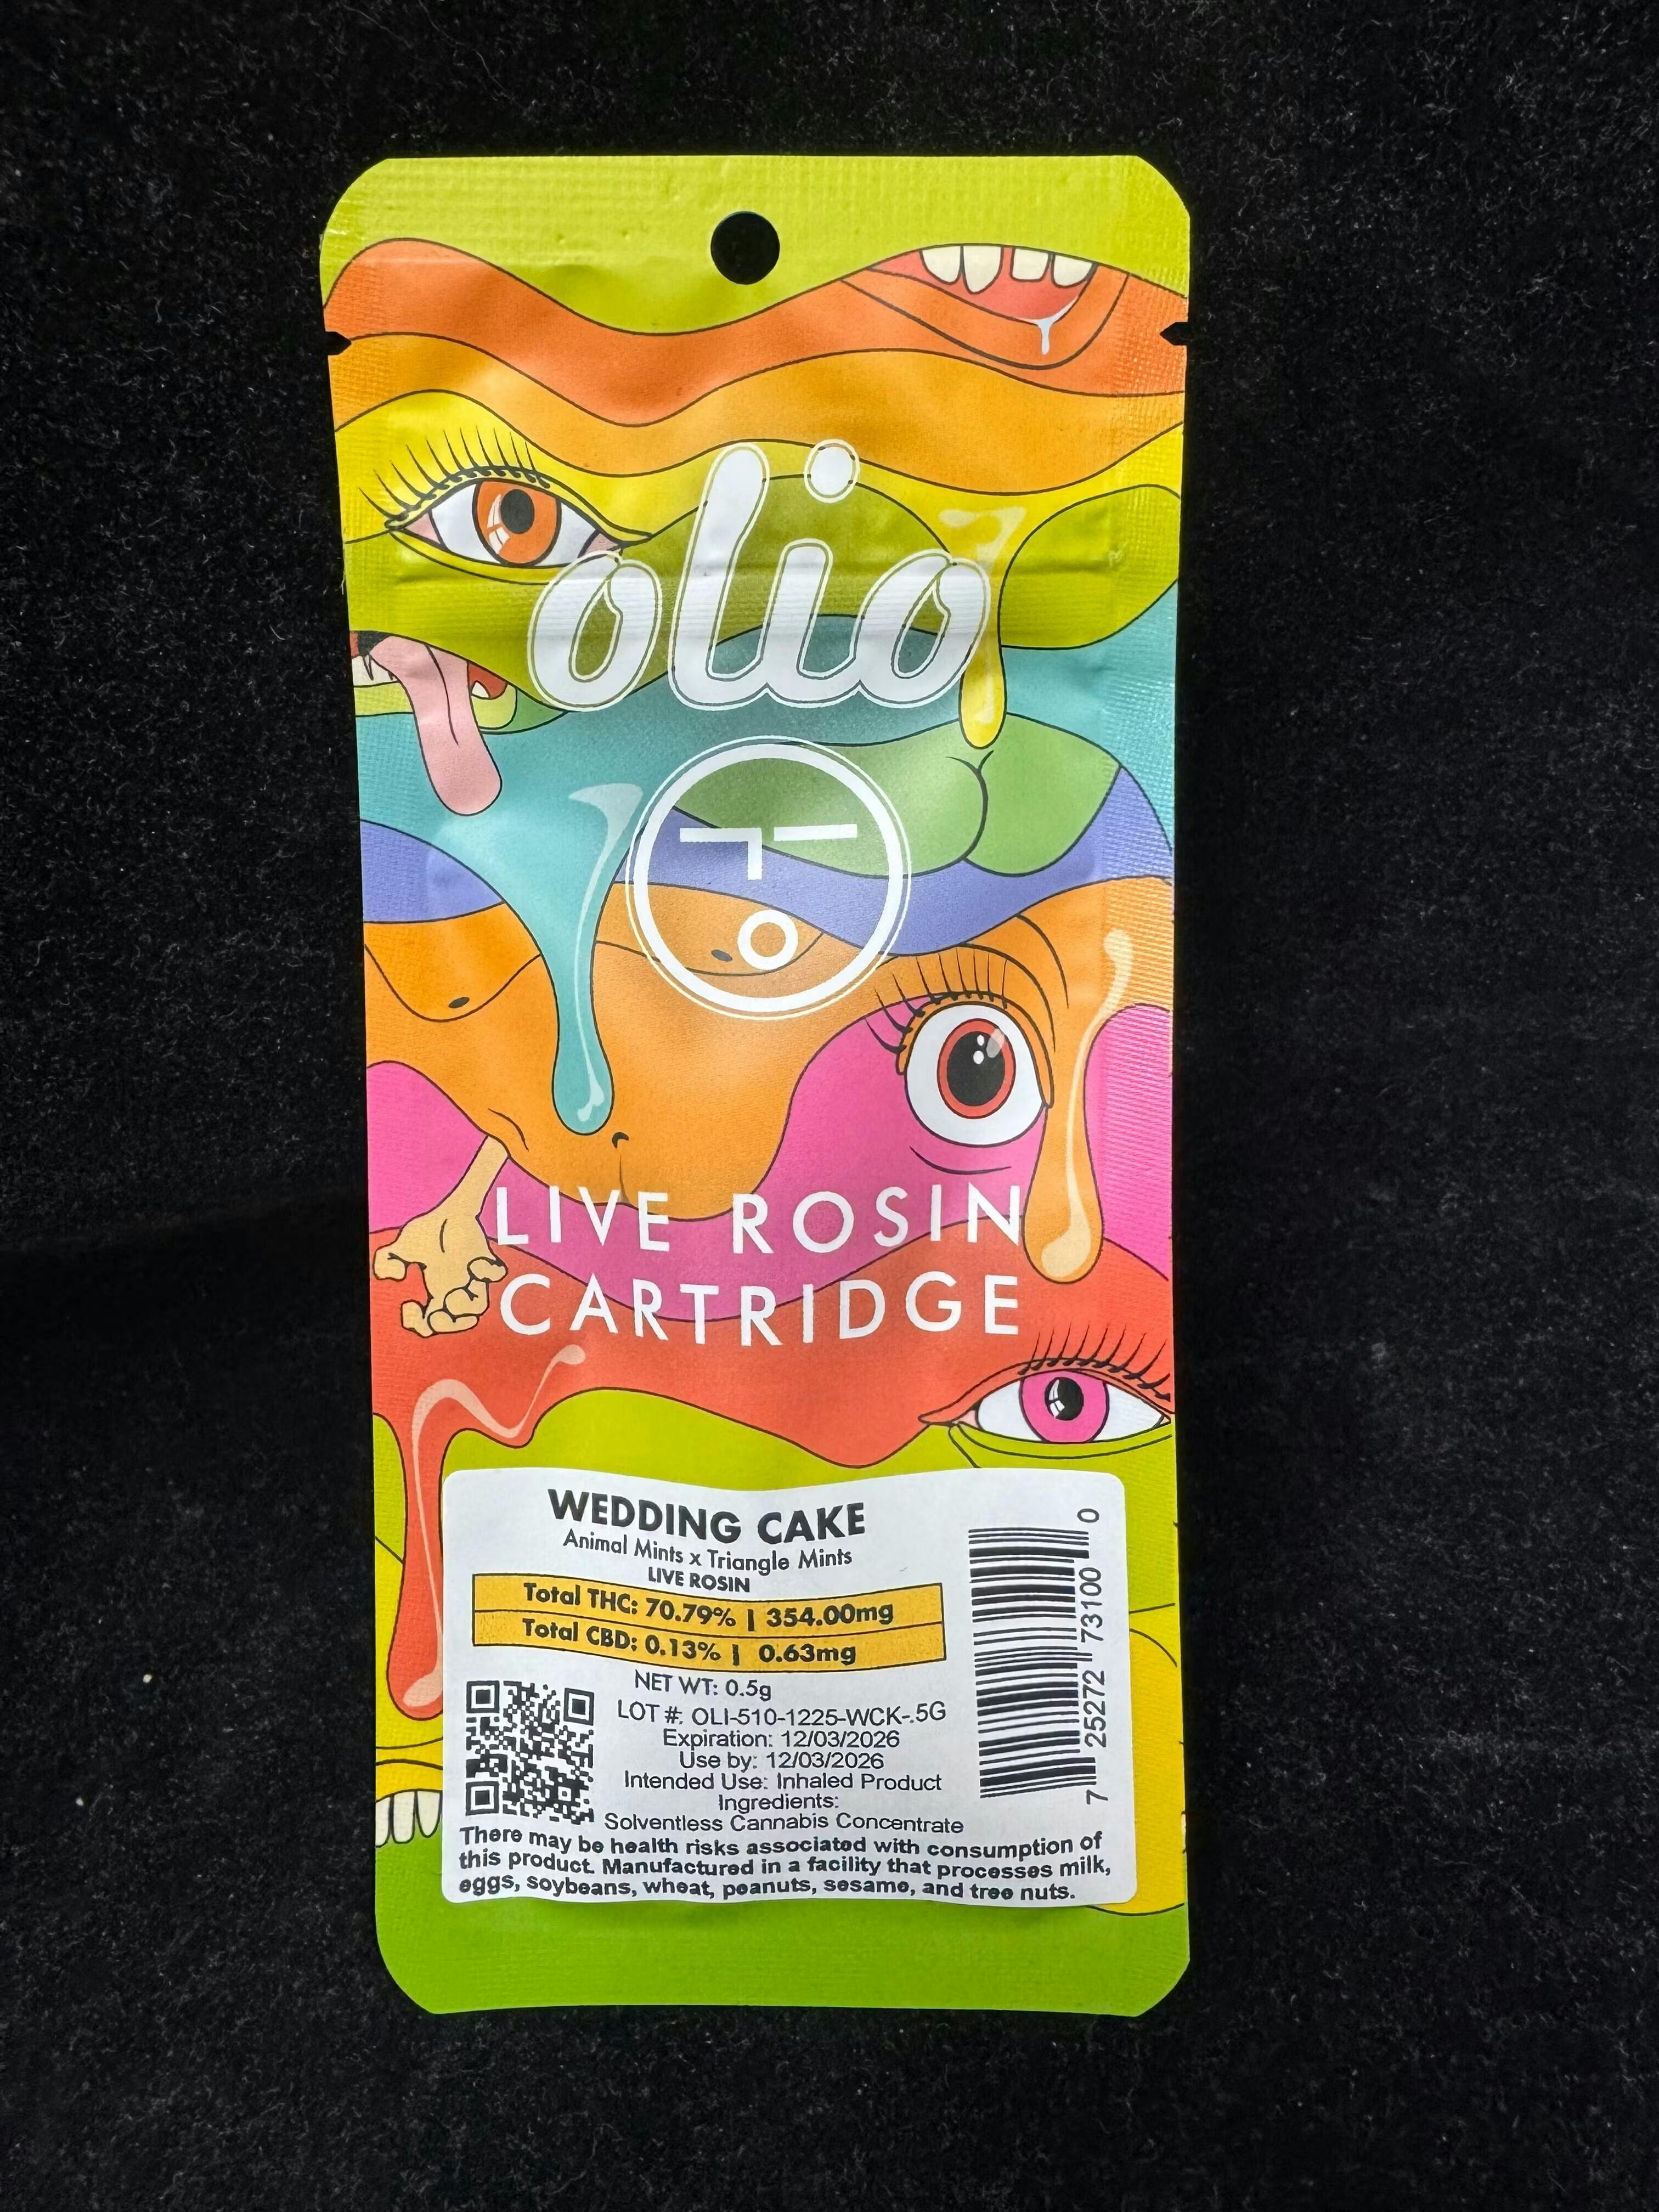 olio
LIVE ROSIN
CARTRIDGE
WEDDING CAKE
Animal Mints x Triangle Mints
LIVE ROSIN
Total THC: 70.79% | 354.00mg
Total CBD: 0.13% | 0.63mg
NET WT: 0.5g
LOT #: OLI-510-1225-WCK-.5G
Expiration: 12/03/2026
Use by: 12/03/2026
Intended Use: Inhaled Product
Ingredients:
Solventless Cannabis Concentrate
There may be health risks associated with consumption of
this product. Manufactured in a facility that processes milk,
eggs, soybeans, wheat, peanuts, sesame, and tree nuts.
7 25272 73100 0